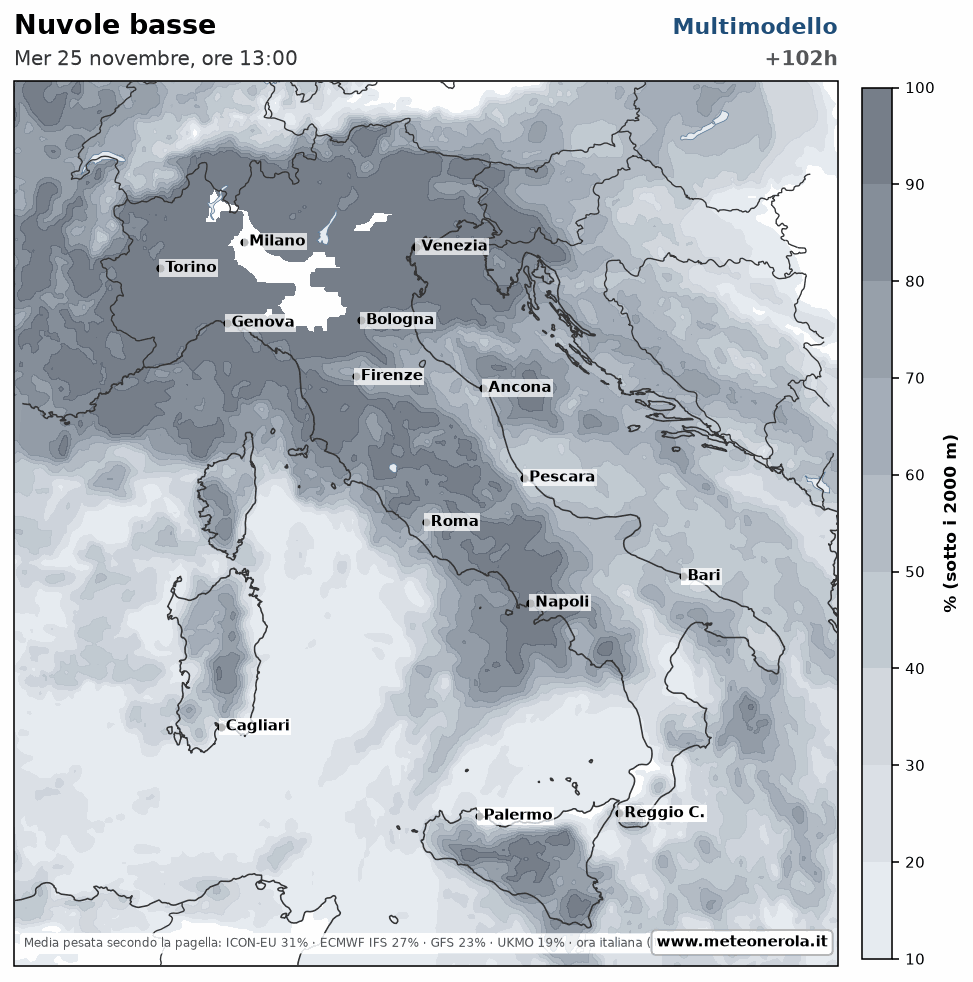 Nuvole basse
Multimodello
Mer 25 novembre, ore 13:00
+102h
Milano
Venezia
Torino
Genova
Bologna
Firenze
Ancona
Pescara
Roma
Bari
Napoli
Cagliari
Palermo
Reggio C.
Media pesata secondo la pagella: ICON-EU 31% · ECMWF IFS 27% · GFS 23% · UKMO 19% · ora italiana (
www.meteonerola.it
100
90
80
70
60
50
40
30
20
10
% (sotto i 2000 m)